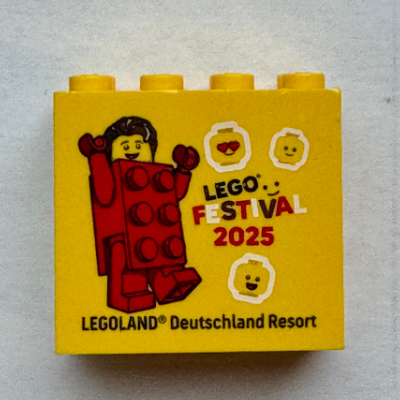 LEGO®
FESTIVAL
2025
LEGOLAND® Deutschland Resort